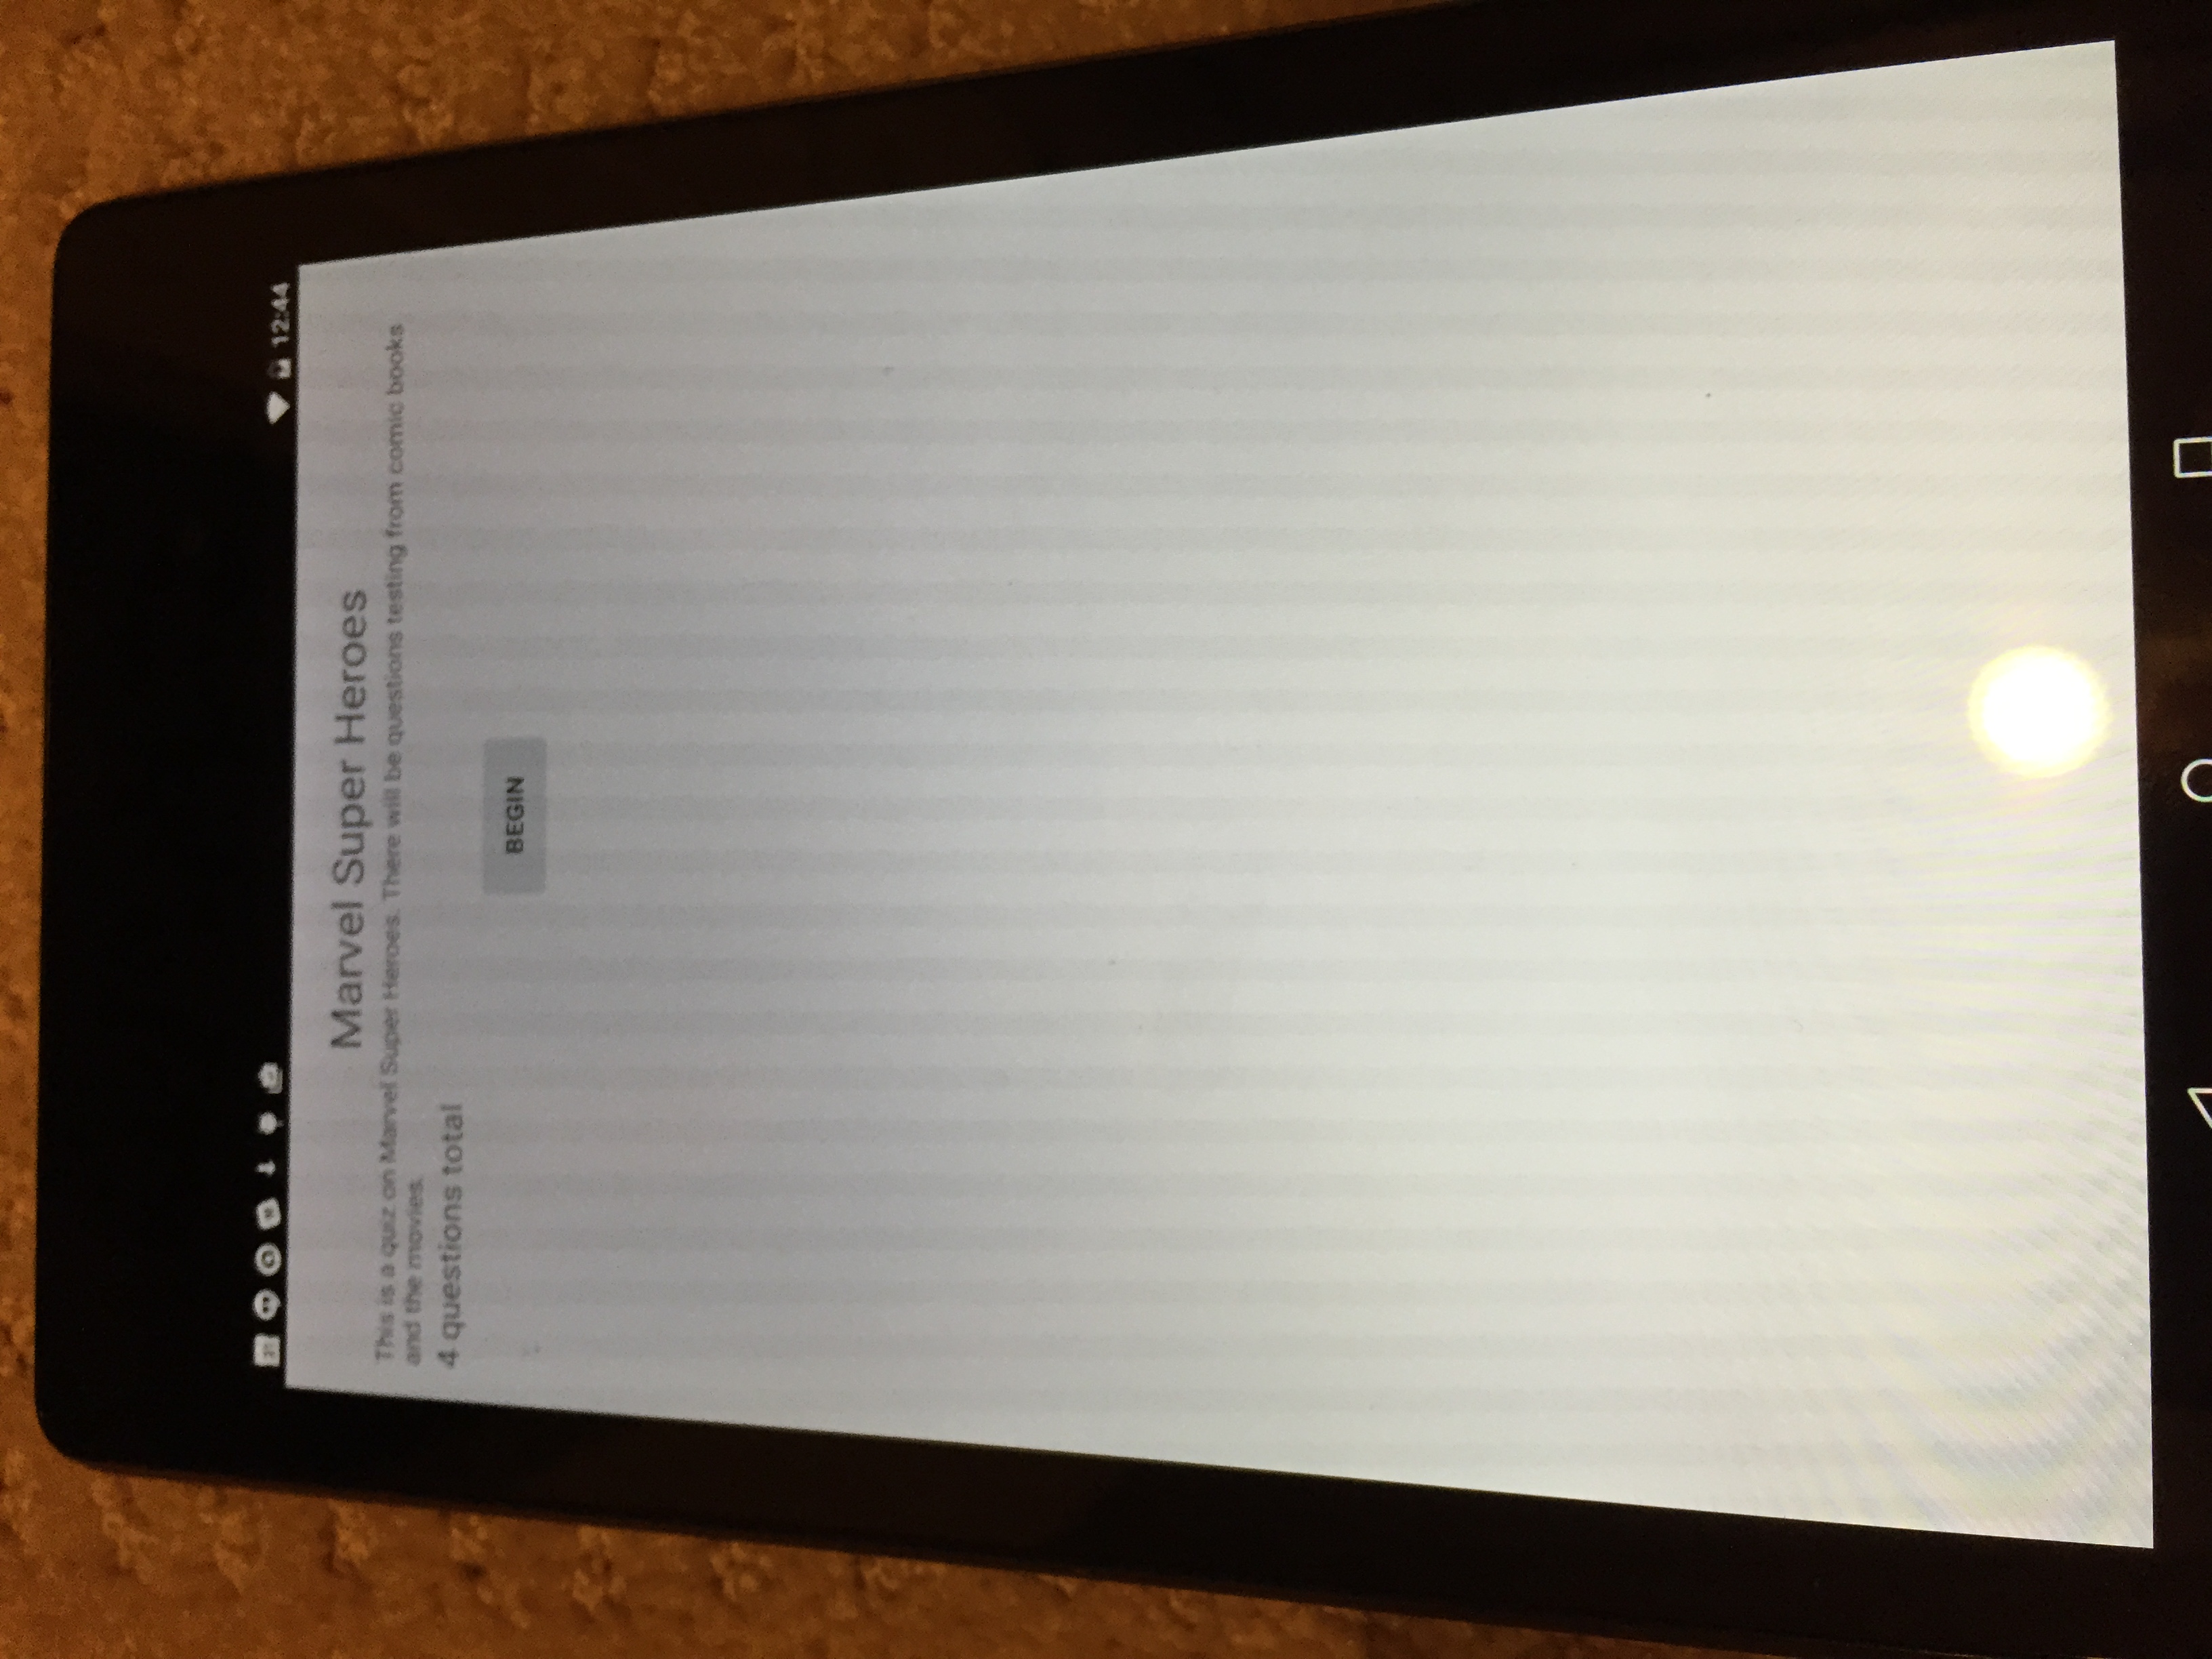 12:44
Marvel Super Heroes
This is a quiz on Marvel Super Heroes. There will be questions testing from comic books
and the movies.
4 questions total
BEGIN